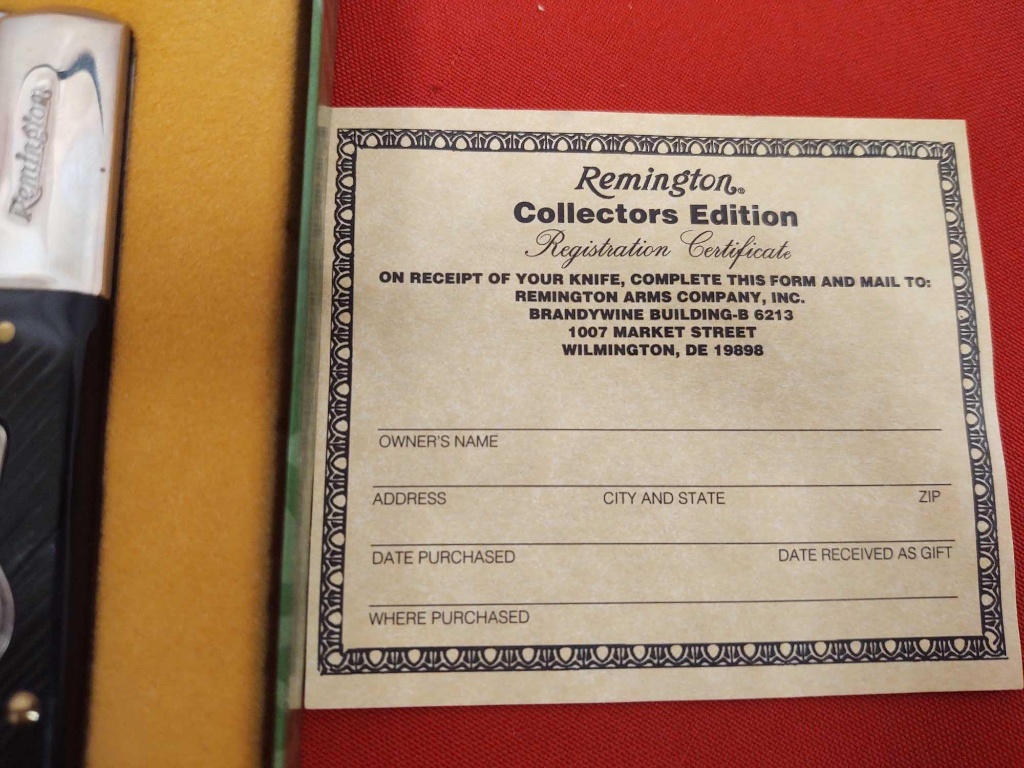 Remington
Remington®
Collectors Edition
Registration Certificate
ON RECEIPT OF YOUR KNIFE, COMPLETE THIS FORM AND MAIL TO:
REMINGTON ARMS COMPANY, INC.
BRANDYWINE BUILDING-B 6213
1007 MARKET STREET
WILMINGTON, DE 19898
OWNER'S NAME
ADDRESS CITY AND STATE ZIP
DATE PURCHASED DATE RECEIVED AS GIFT
WHERE PURCHASED